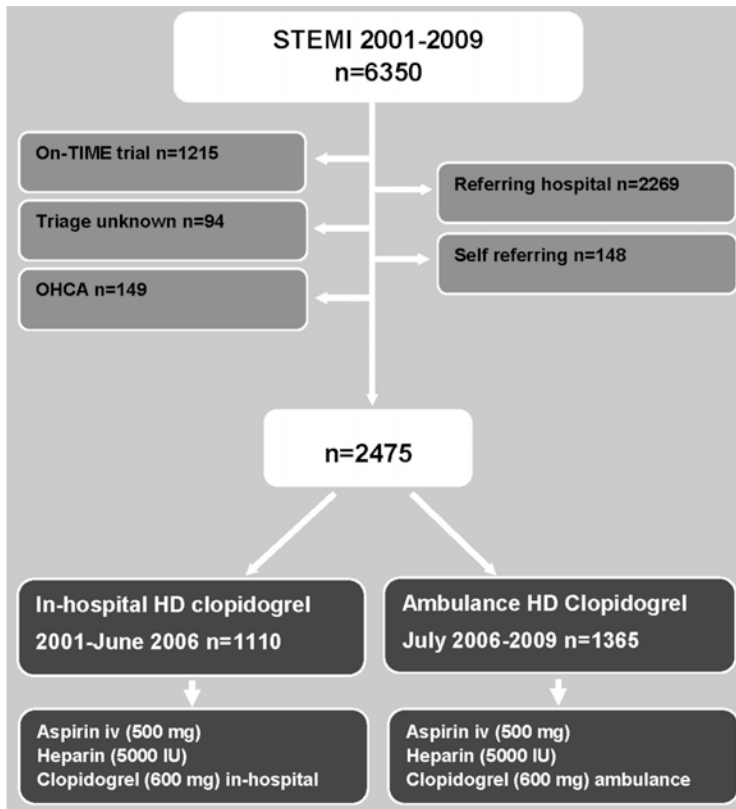 STEMI 2001-2009
n=6350
On-TIME trial n=1215
Referring hospital n=2269
Triage unknown n=94
Self referring n=148
OHCA n=149
n=2475
In-hospital HD clopidogrel
2001-June 2006 n=1110
Ambulance HD Clopidogrel
July 2006-2009 n=1365
Aspirin iv (500 mg)
Heparin (5000 IU)
Clopidogrel (600 mg) in-hospital
Aspirin iv (500 mg)
Heparin (5000 IU)
Clopidogrel (600 mg) ambulance